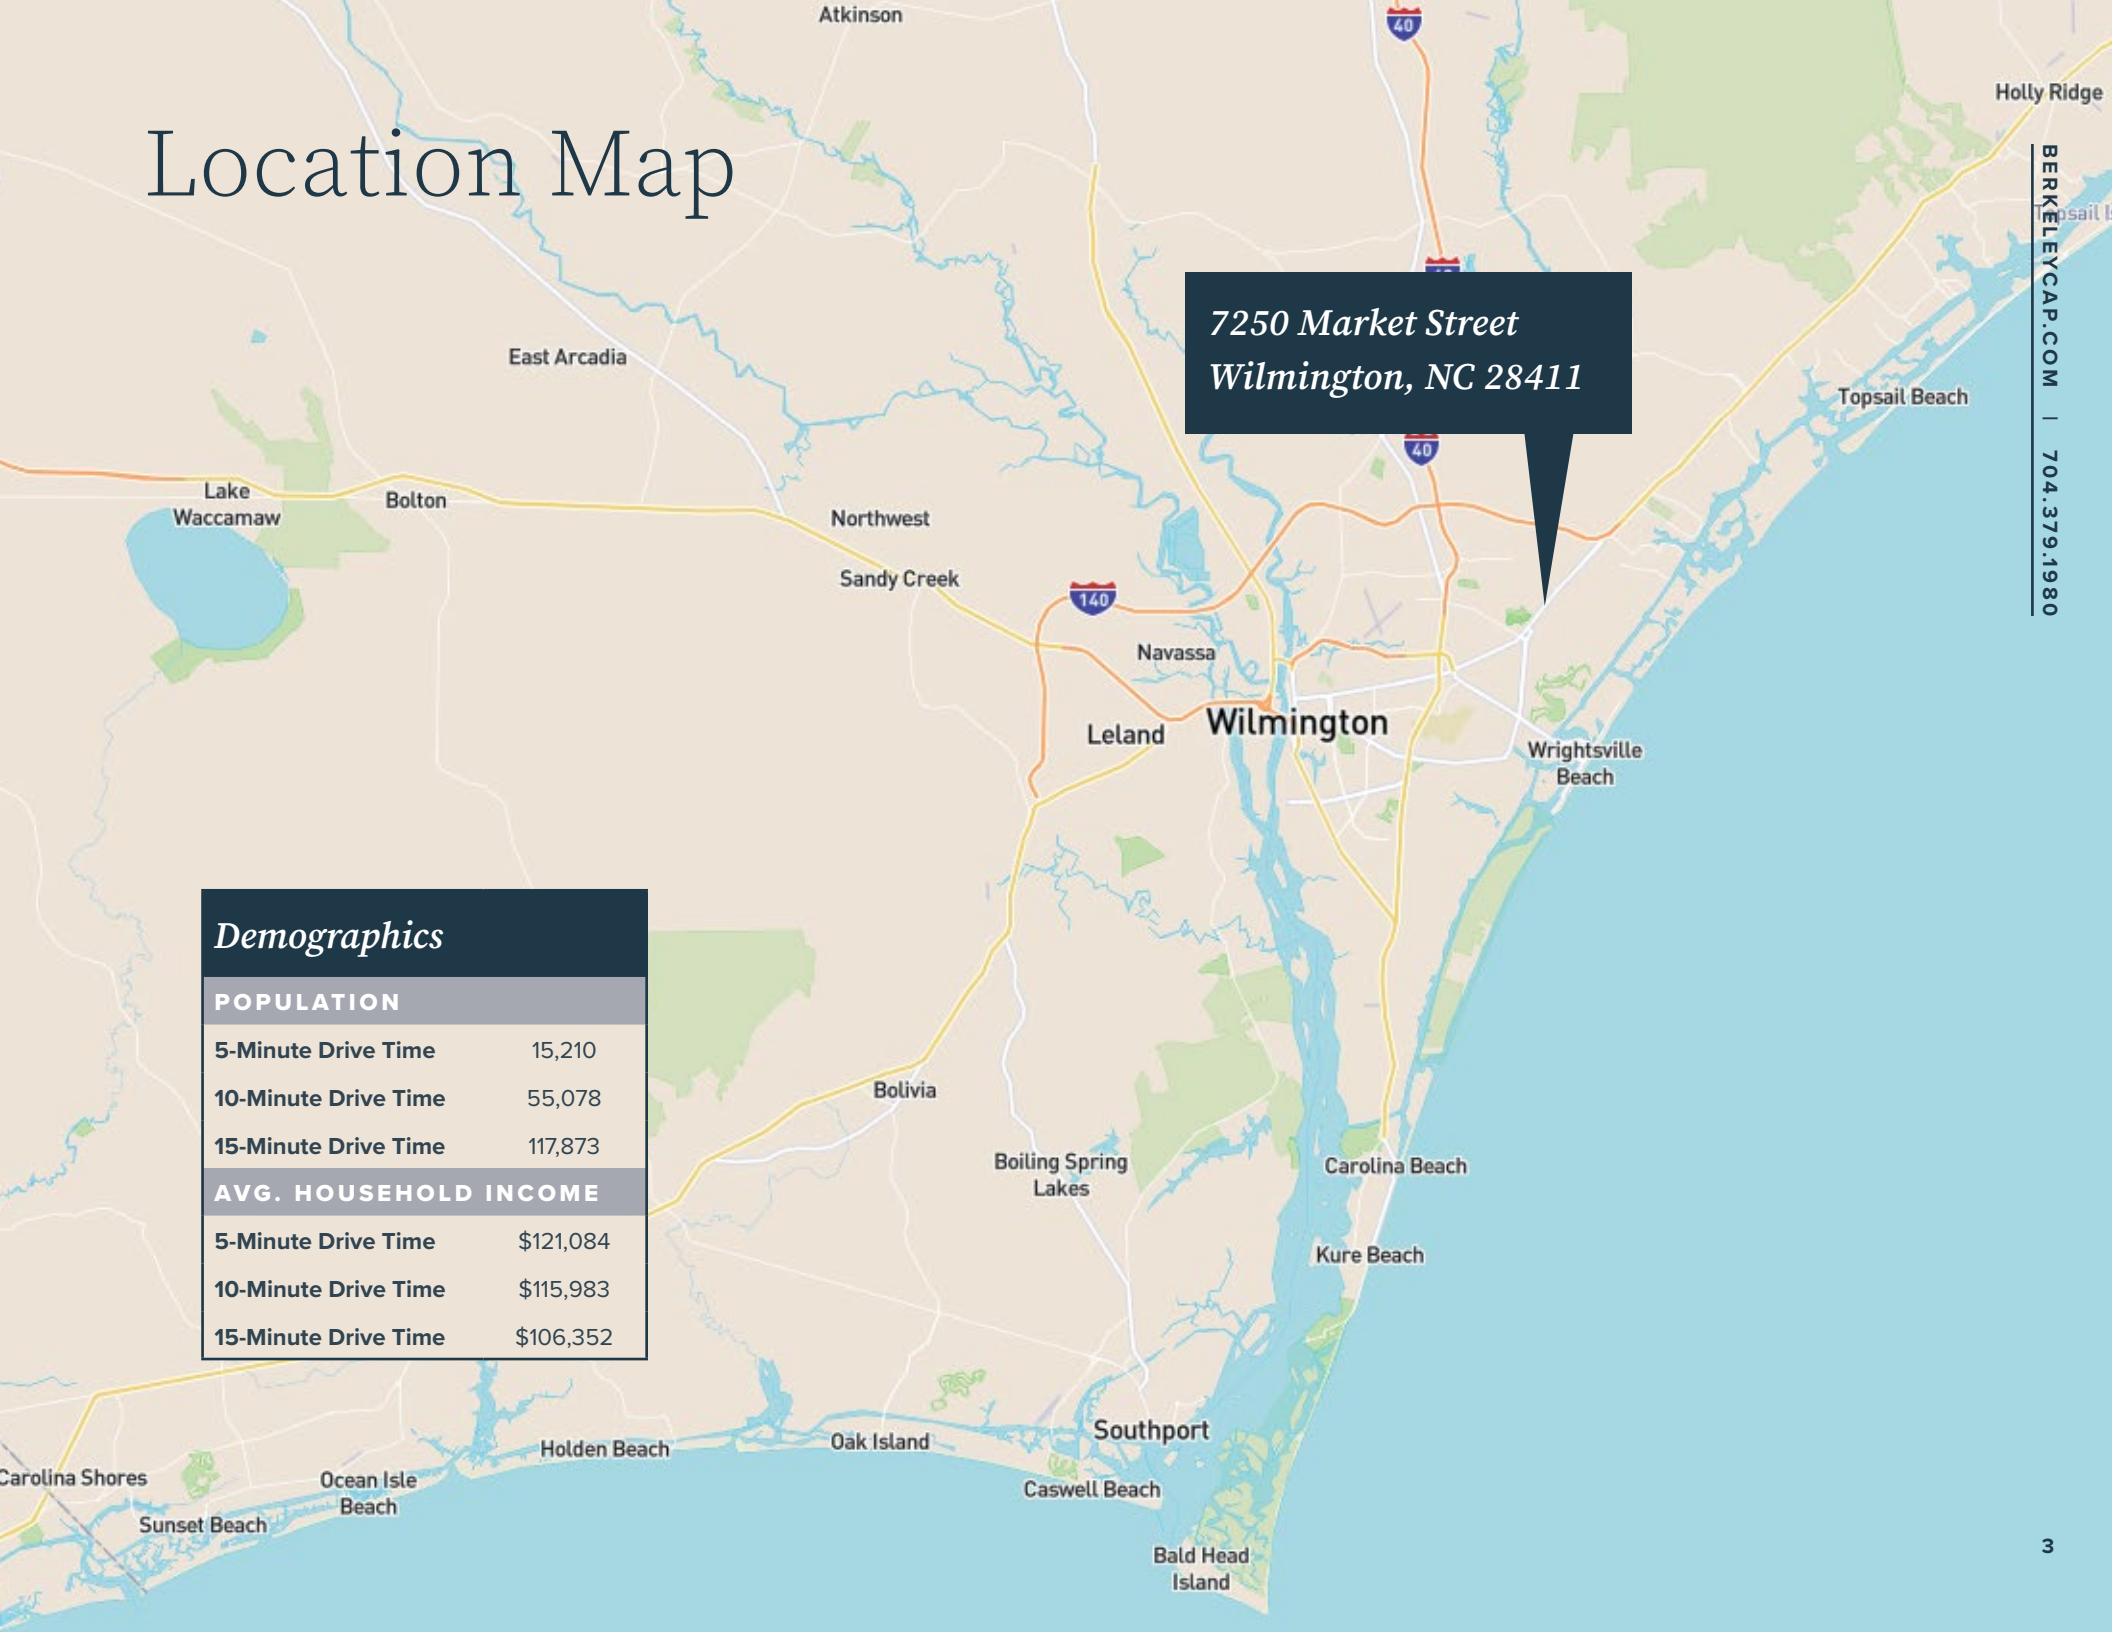 Atkinson
40
Holly Ridge
Location Map
BERKELEYCAP.COM | 704.379.1980
Topsail
7250 Market Street
Wilmington, NC 28411
East Arcadia
Topsail Beach
40
Lake
Waccamaw
Bolton
Northwest
Sandy Creek
140
Navassa
Wilmington
Leland
Wrightsville
Beach
Demographics
POPULATION
5-Minute Drive Time 15,210
10-Minute Drive Time 55,078
15-Minute Drive Time 117,873
AVG. HOUSEHOLD INCOME
5-Minute Drive Time $121,084
10-Minute Drive Time $115,983
15-Minute Drive Time $106,352
Bolivia
Boiling Spring
Lakes
Carolina Beach
Kure Beach
Southport
Holden Beach
Oak Island
Carolina Shores
Ocean Isle
Beach
Caswell Beach
Sunset Beach
Bald Head
Island
3